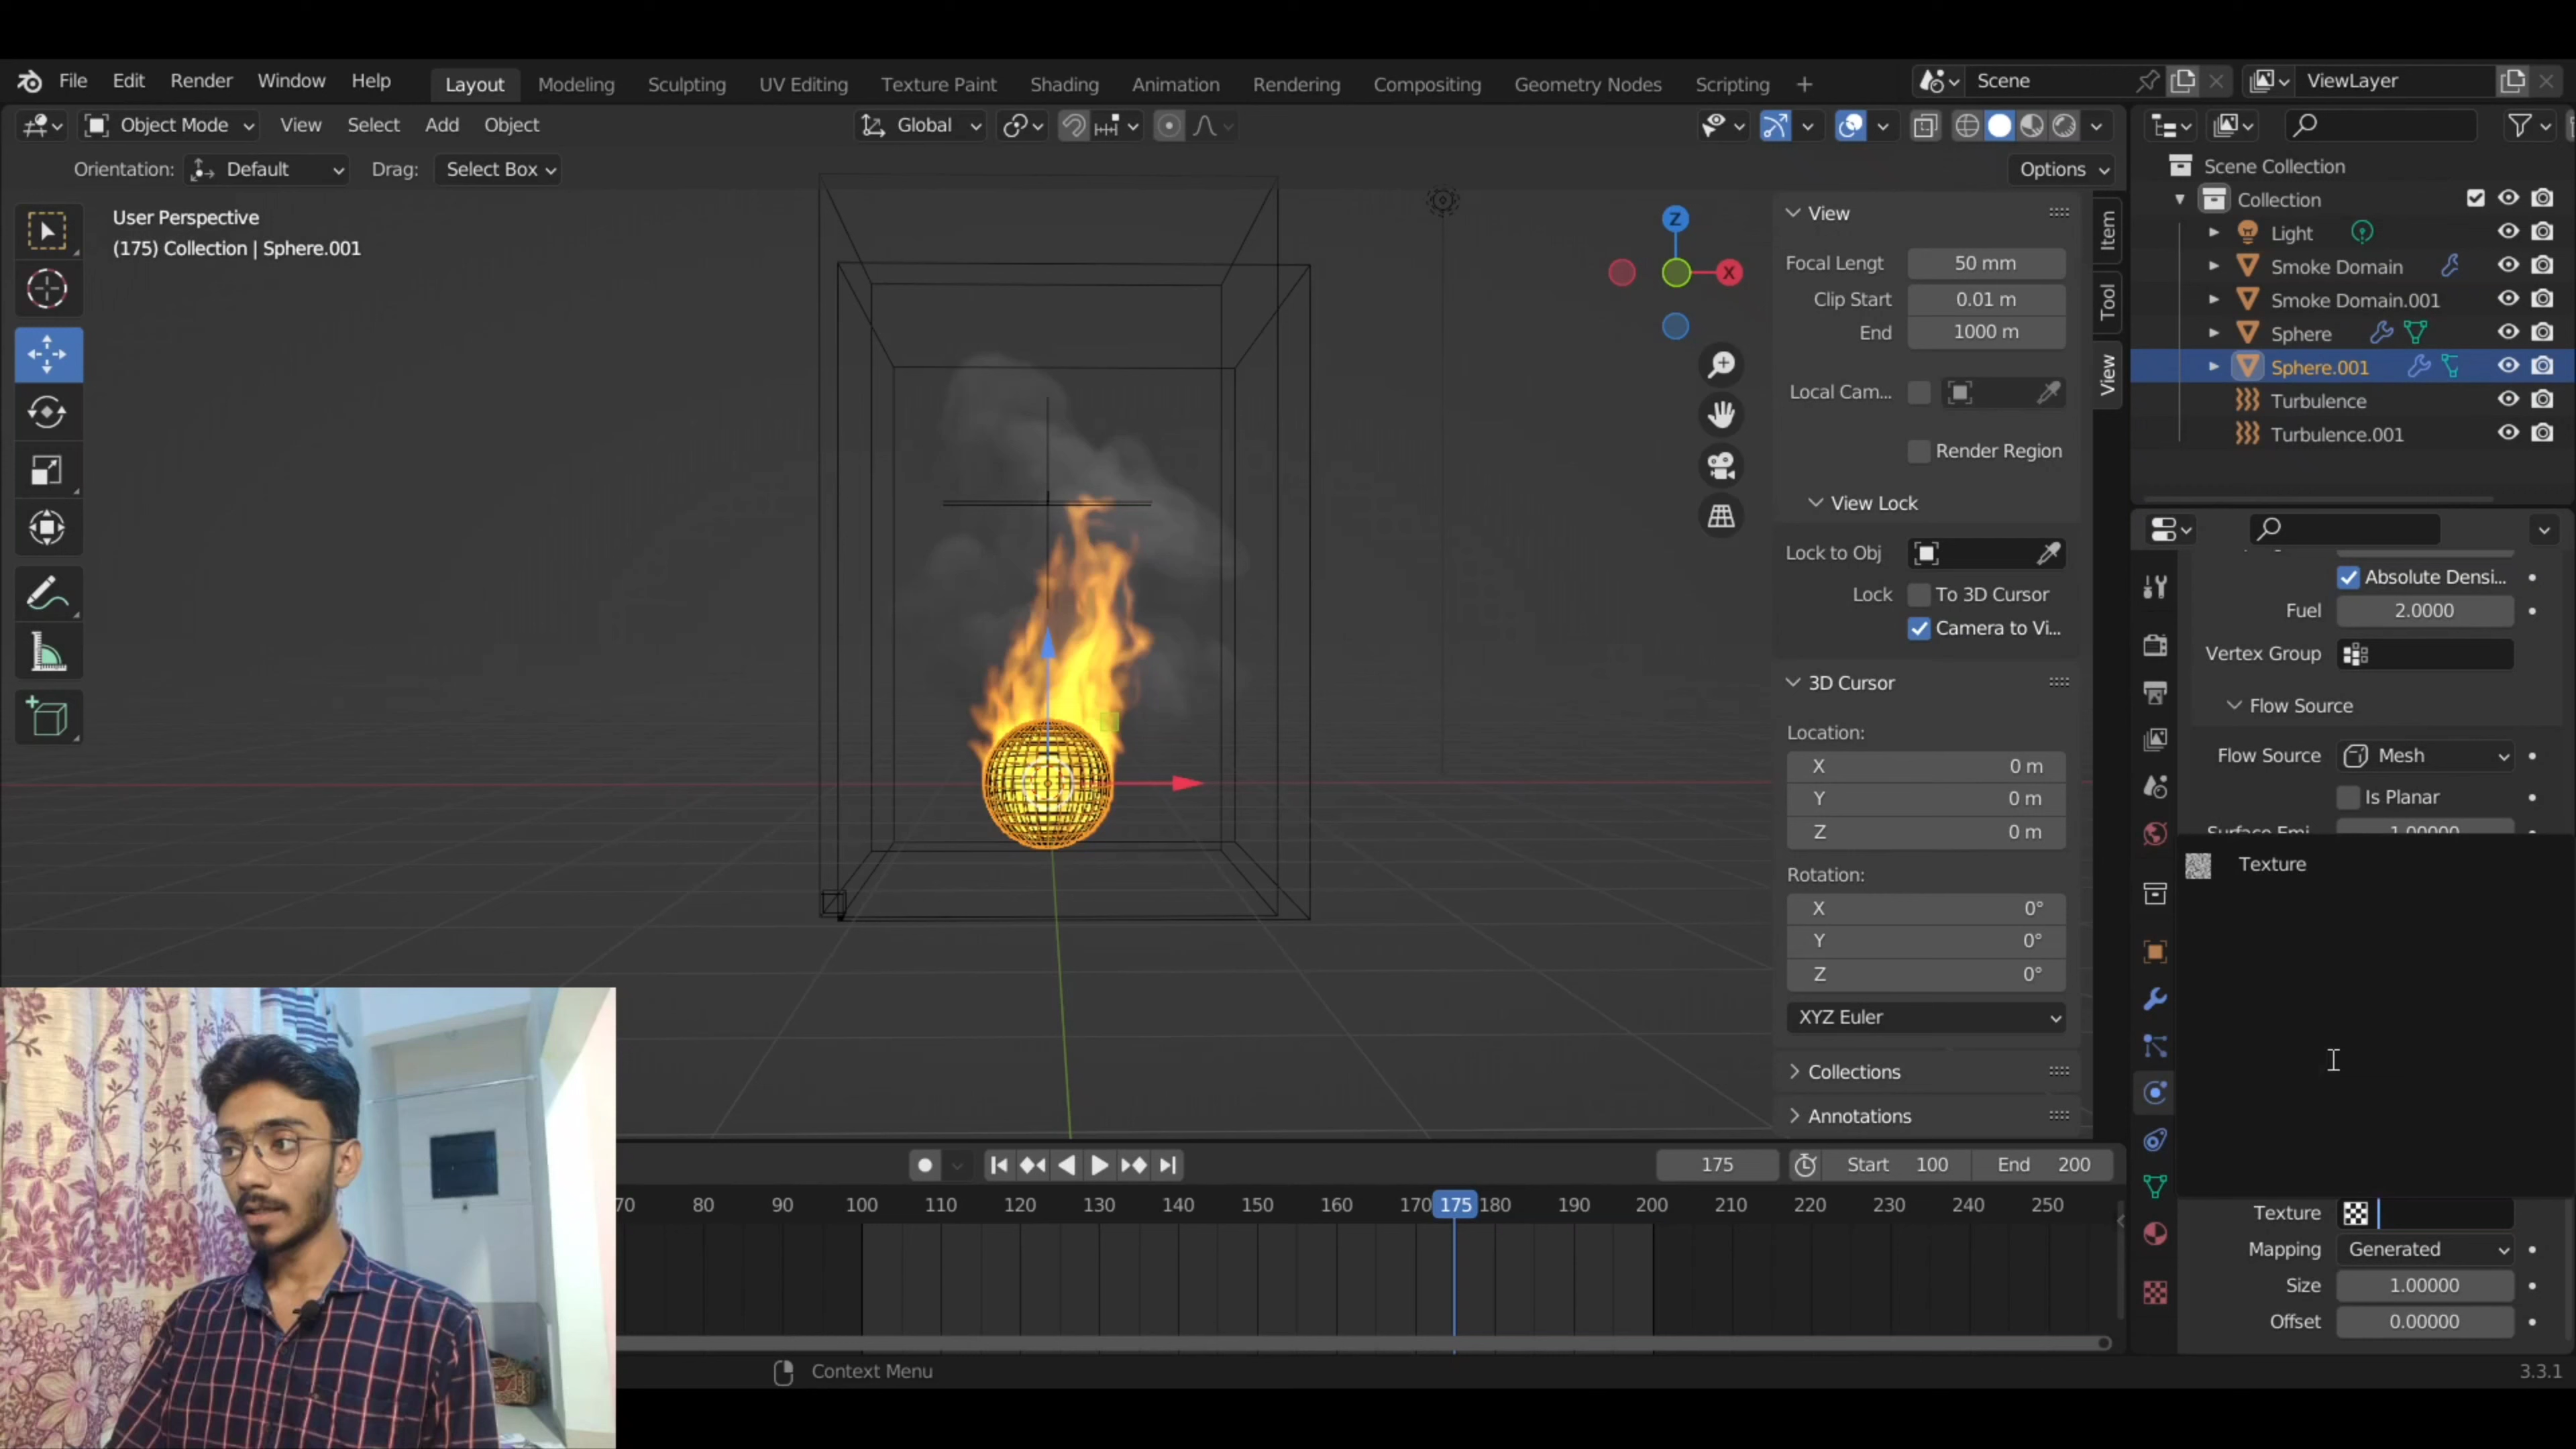 File Edit Render Window Help Layout Modeling Sculpting UV Editing Texture Paint Shading Animation Rendering Compositing Geometry Nodes Scripting + Scene ViewLayer
Object Mode View Select Add Object Global
Orientation: Default Drag: Select Box Options
User Perspective
(175) Collection | Sphere.001
Z
X
View
Focal Lengt 50 mm
Clip Start 0.01 m
End 1000 m
Local Cam...
Render Region
View Lock
Lock to Obj
Lock To 3D Cursor
Camera to Vi...
3D Cursor
Location:
X 0 m
Y 0 m
Z 0 m
Rotation:
X 0°
Y 0°
Z 0°
XYZ Euler
Collections
Annotations
Item
Tool
View
Scene Collection
Collection
Light
Smoke Domain
Smoke Domain.001
Sphere
Sphere.001
Turbulence
Turbulence.001
Absolute Densi...
Fuel 2.0000
Vertex Group
Flow Source
Flow Source Mesh
Is Planar
Surface Emi 1.00000
Texture
Texture
Mapping Generated
Size 1.00000
Offset 0.00000
175 Start 100 End 200
70 80 90 100 110 120 130 140 150 160 170 175 180 190 200 210 220 230 240 250
Context Menu
3.3.1